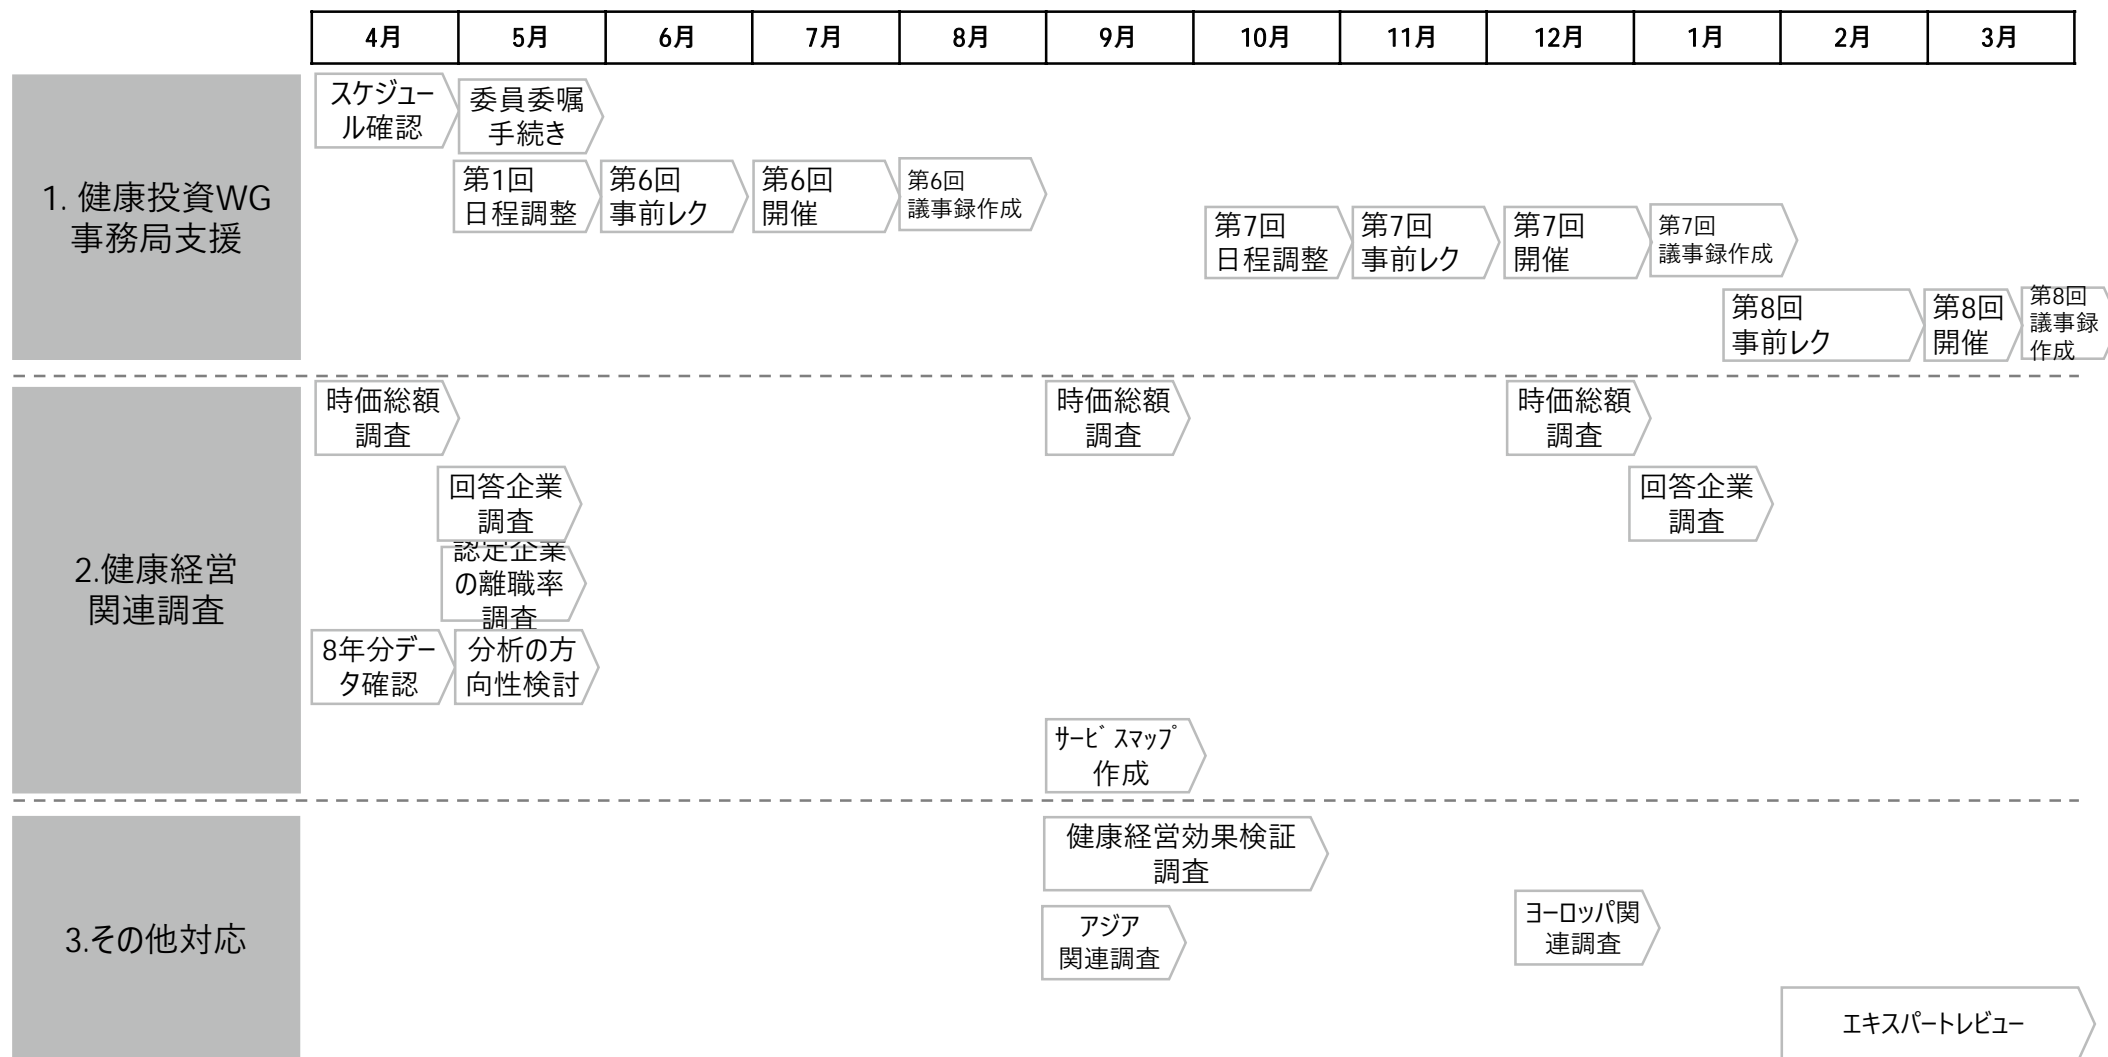 4月
5月
6月
7月
8月
9月
10月
11月
12月
1月
2月
3月
1. 健康投資WG
事務局支援
スケジュー
ル確認
委員委嘱
手続き
第1回
日程調整
第6回
事前レク
第6回
開催
第6回
議事録作成
第7回
日程調整
第7回
事前レク
第7回
開催
第7回
議事録作成
第8回
事前レク
第8回
開催
第8回
議事録
作成
2.健康経営
関連調査
時価総額
調査
時価総額
調査
時価総額
調査
回答企業
調査
回答企業
調査
認定企業
の離職率
調査
8年分デー
タ確認
分析の方
向性検討
サービスマップ
作成
3.その他対応
健康経営効果検証
調査
アジア
関連調査
ヨーロッパ関
連調査
エキスパートレビュー